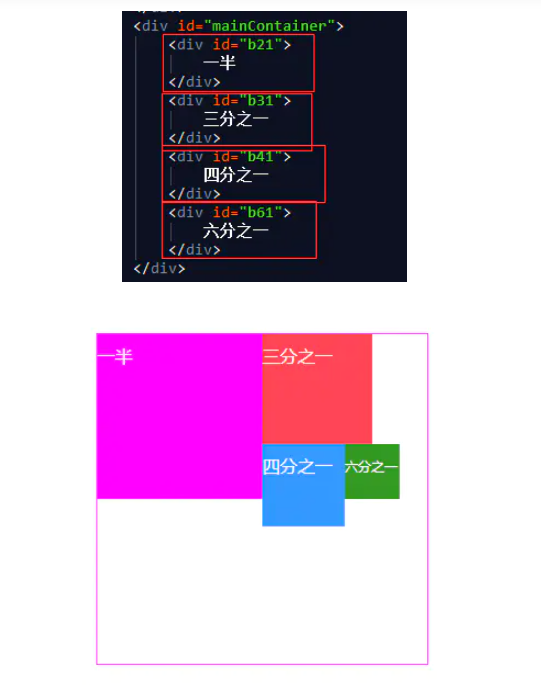 </div>
<div id="mainContainer">
<div id="b21">
一半
</div>
<div id="b31">
三分之一
</div>
<div id="b41">
四分之一
</div>
<div id="b61">
六分之一
</div>
</div>
一半
三分之一
四分之一
六分之一